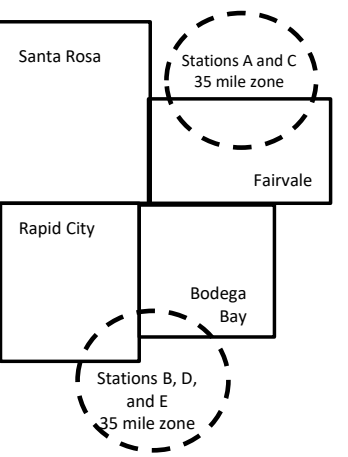 Santa Rosa
Stations A and C
35 mile zone
Fairvale
Rapid City
Bodega
Bay
Stations B, D,
and E
35 mile zone